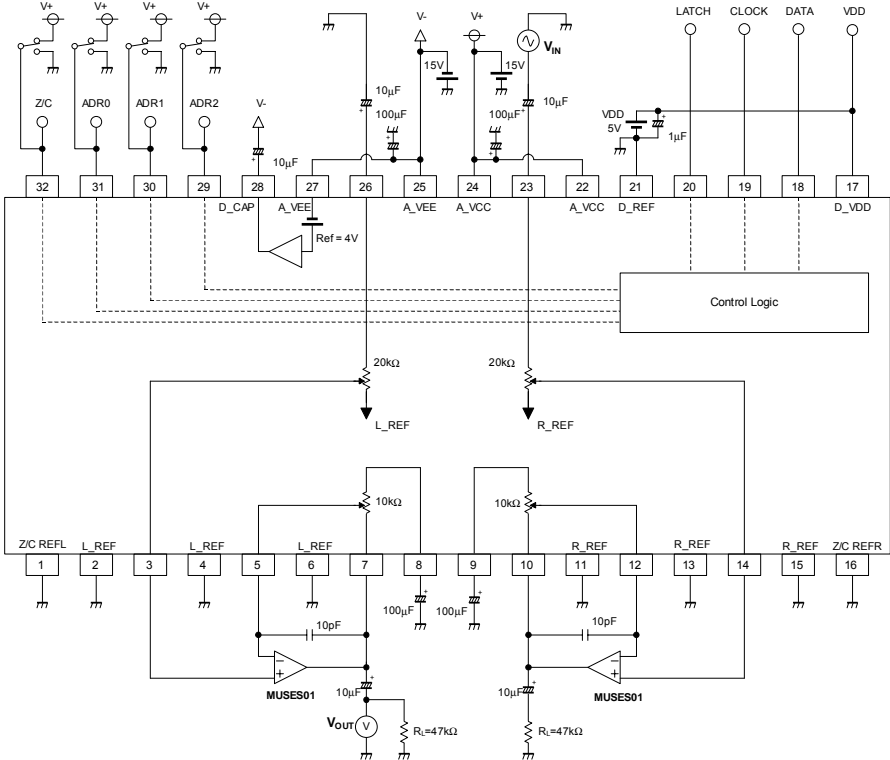 V+ V+ V+ V+ V- V+ LATCH CLOCK DATA VDD
V_IN
15V 15V
Z/C ADR0 ADR1 ADR2 V- 10μF 10μF
100μF 100μF VDD
5V 1μF
10μF
32 31 30 29 28 27 26 25 24 23 22 21 20 19 18 17
D_CAP A_VEE A_VEE A_VCC A_VCC D_REF D_VDD
Ref = 4V
Control Logic
20kΩ 20kΩ
L_REF R_REF
10kΩ 10kΩ
Z/C REFL L_REF L_REF L_REF R_REF R_REF R_REF Z/C REFR
1 2 3 4 5 6 7 8 9 10 11 12 13 14 15 16
100μF 100μF
10pF 10pF
− + − +
MUSES01 MUSES01
10μF 10μF
V_OUT V R_L=47kΩ R_L=47kΩ